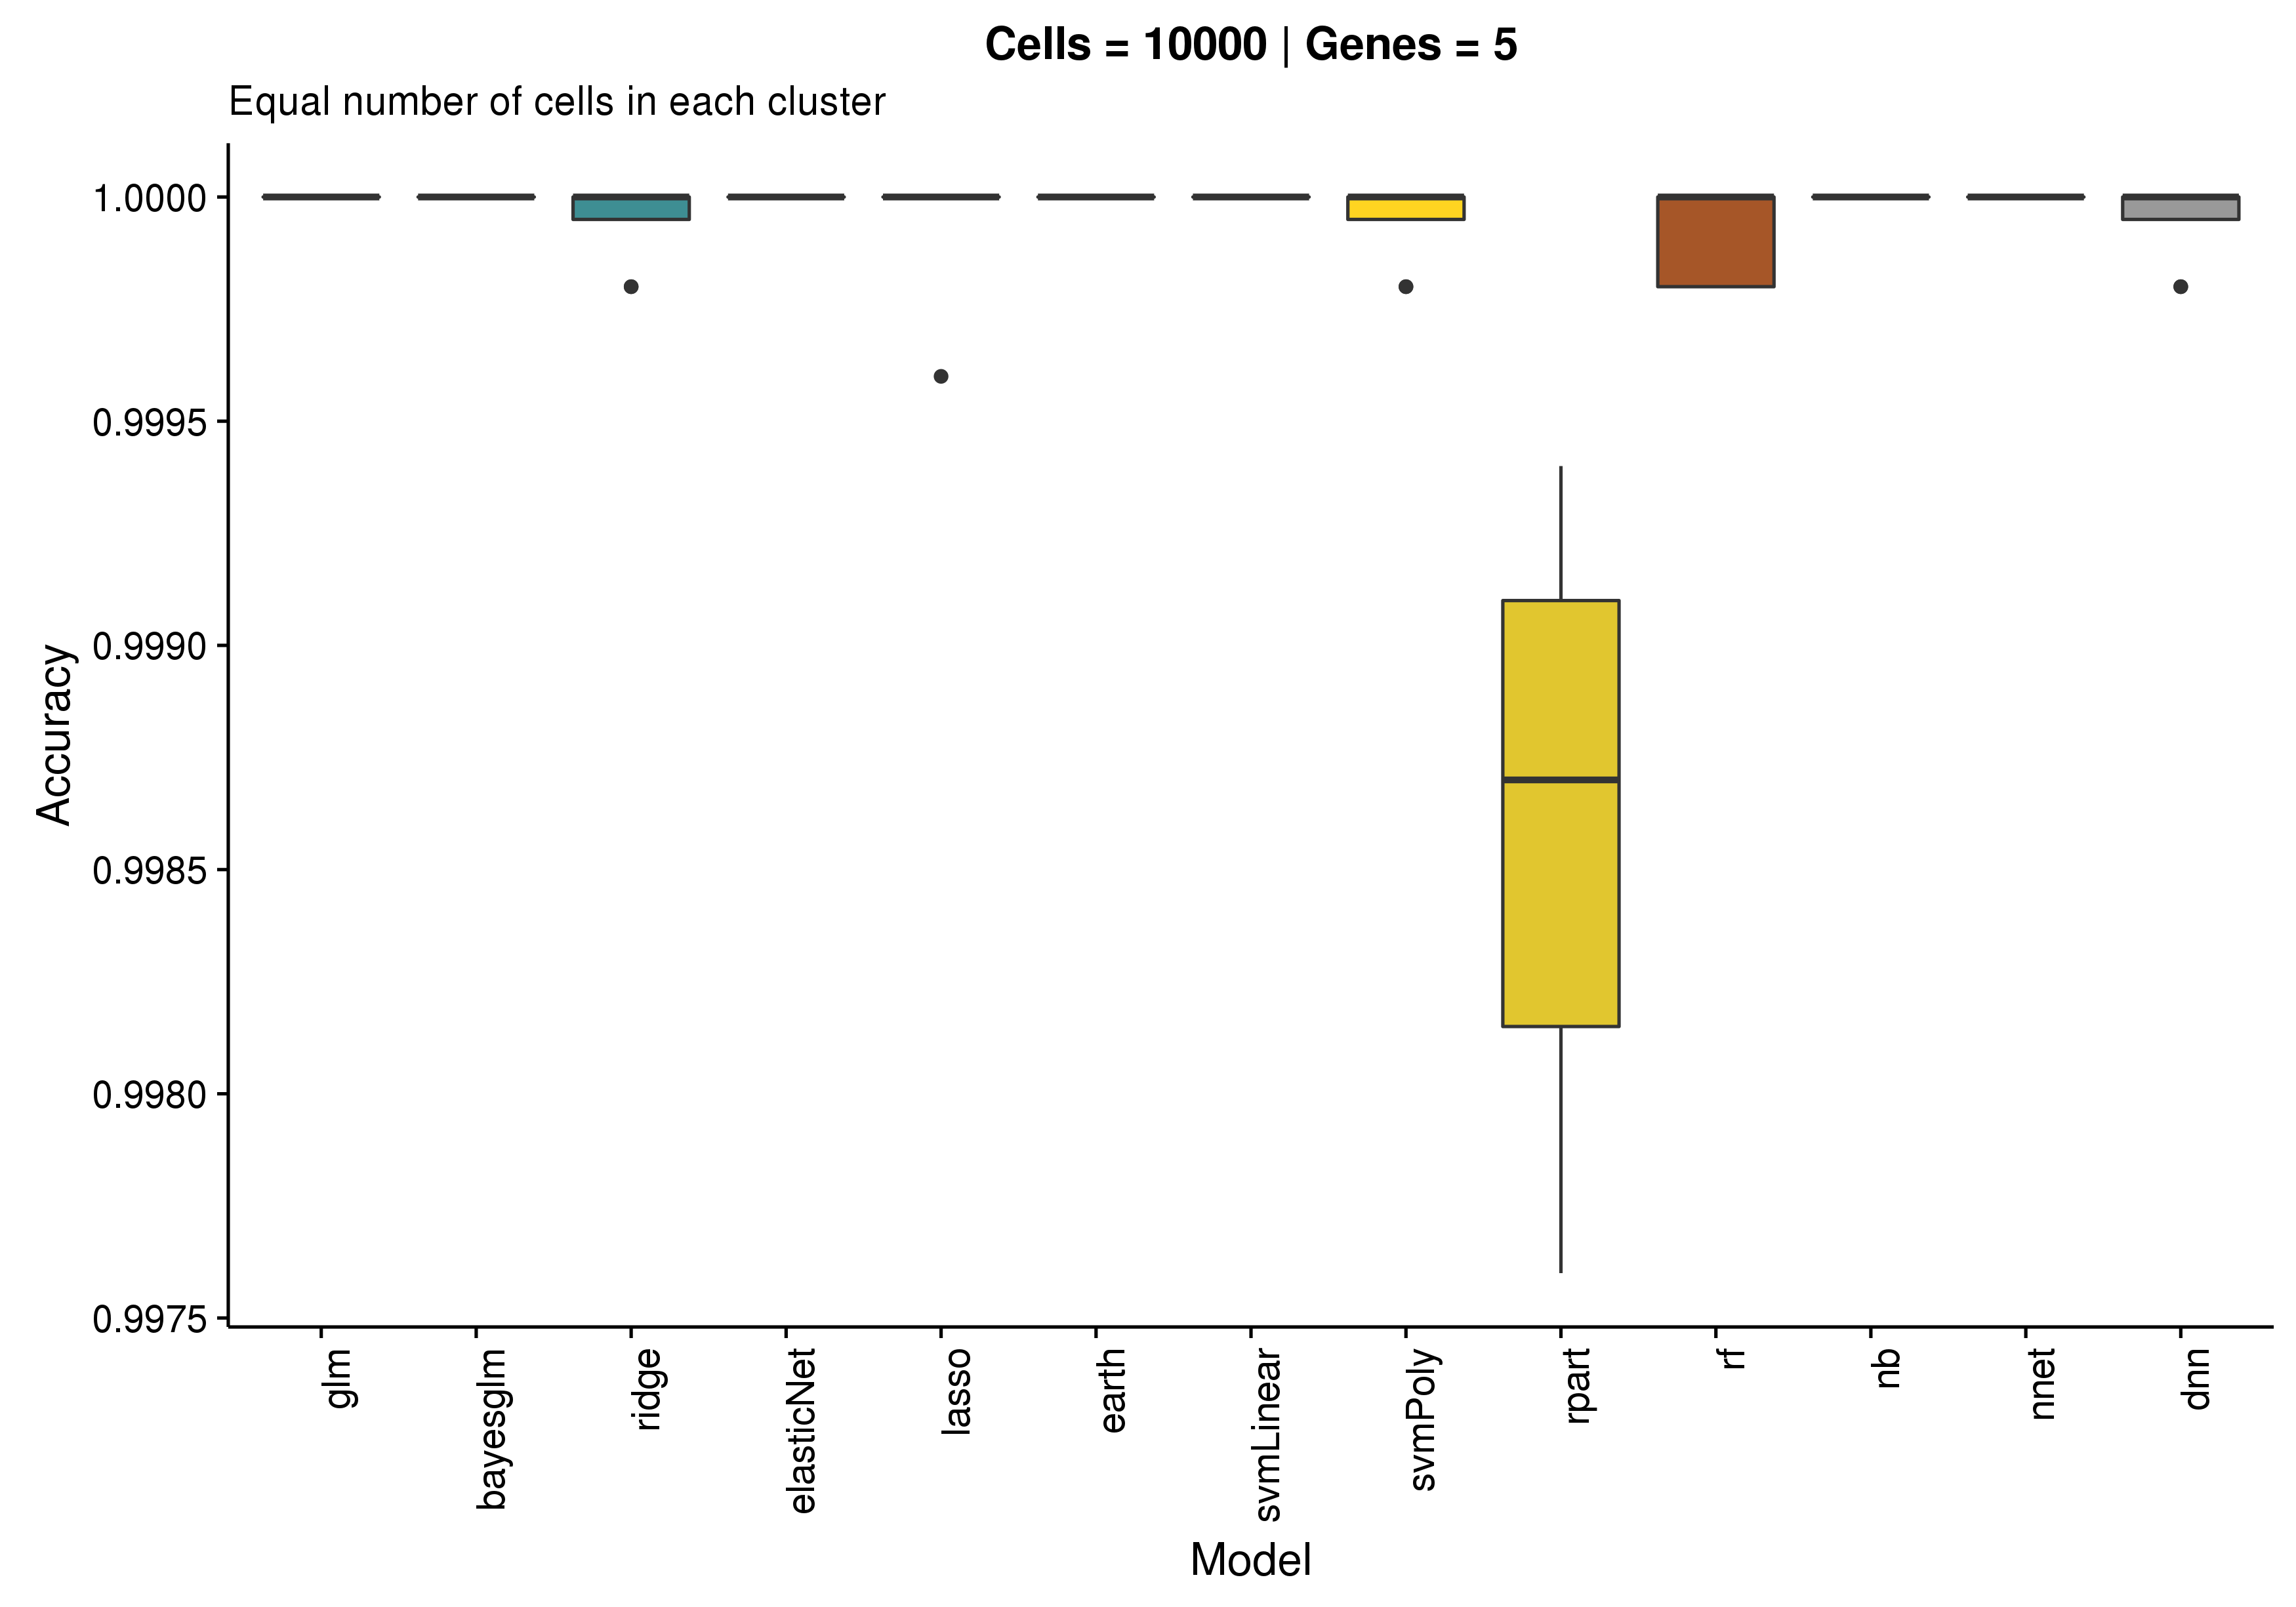 Cells = 10000 | Genes = 5
Equal number of cells in each cluster
Accuracy
1.0000
0.9995
0.9990
0.9985
0.9980
0.9975
glm
bayesglm
ridge
elasticNet
lasso
earth
svmLinear
svmPoly
rpart
rf
nb
nnet
dnn
Model